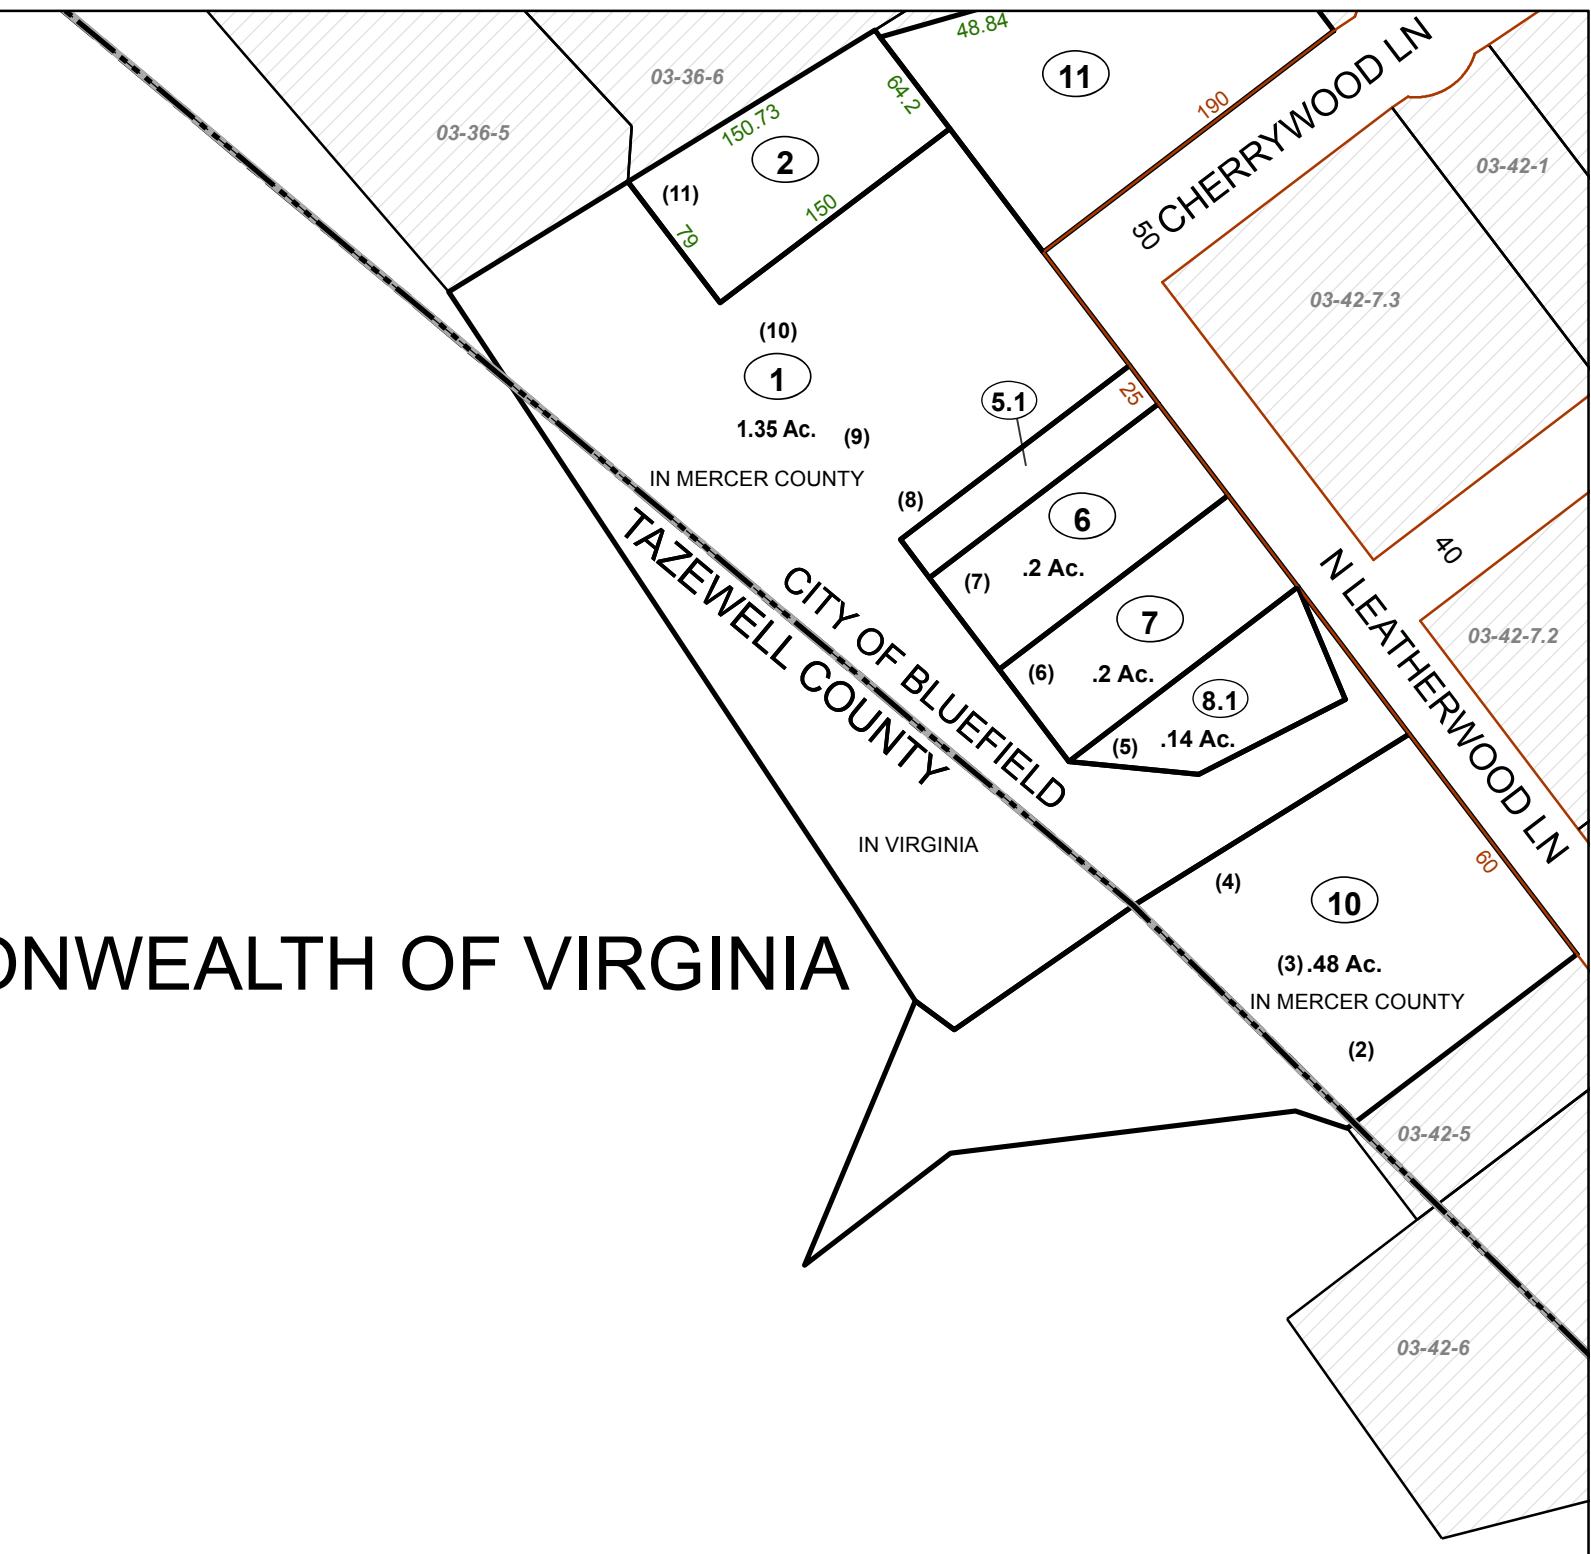 48.84
11
03-36-6
64.2
190
CHERRYWOOD LN
50
03-36-5
150.73
2
03-42-1
(11)
150
79
03-42-7.3
(10)
1
1.35 Ac.
(9)
IN MERCER COUNTY
5.1
25
(8)
6
.2 Ac.
(7)
40
N LEATHERWOOD LN
TAZEWELL COUNTY
CITY OF BLUEFIELD
7
.2 Ac.
(6)
03-42-7.2
8.1
.14 Ac.
(5)
IN VIRGINIA
60
(4)
10
ONWEALTH OF VIRGINIA
(3) .48 Ac.
IN MERCER COUNTY
(2)
03-42-5
03-42-6